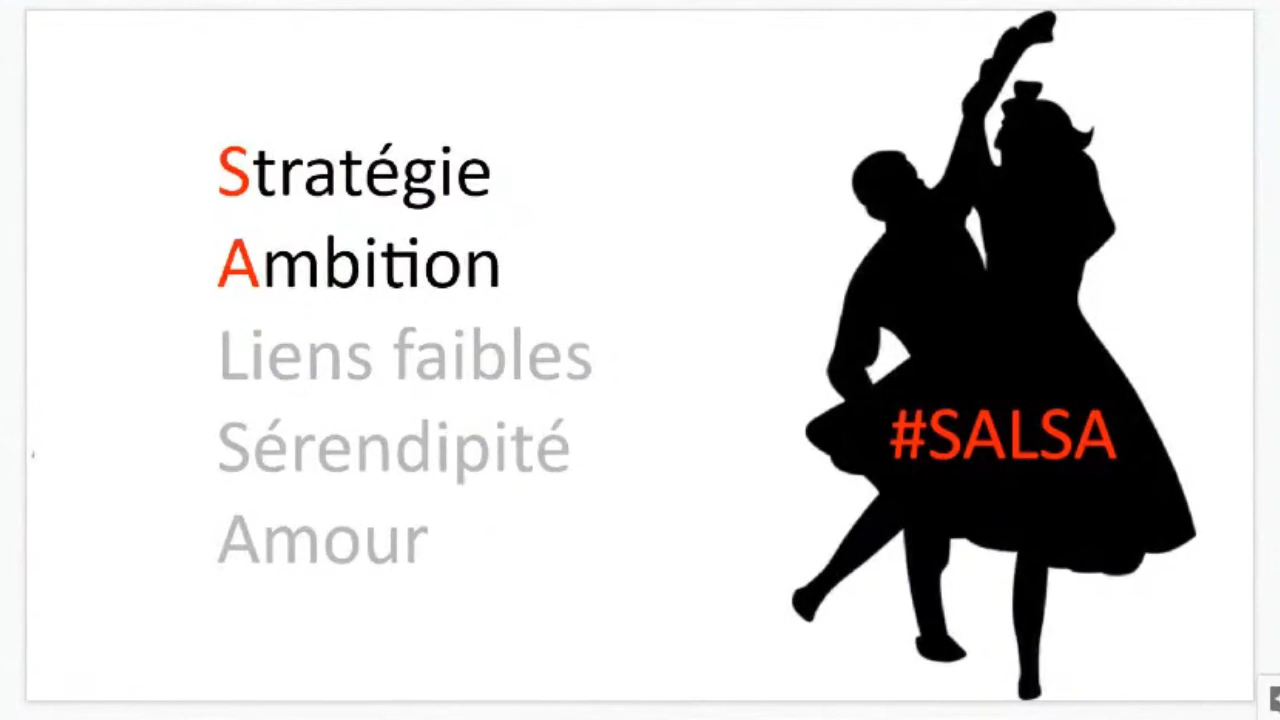 Stratégie
Ambition
Liens faibles
Sérendipité
Amour
#SALSA